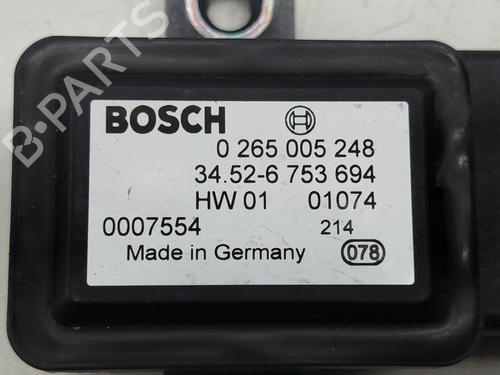 BOSCH
0 265 005 248
34.52-6 753 694
HW 01 01074
0007554 214
Made in Germany 078
B-PARTS
B-PARTS